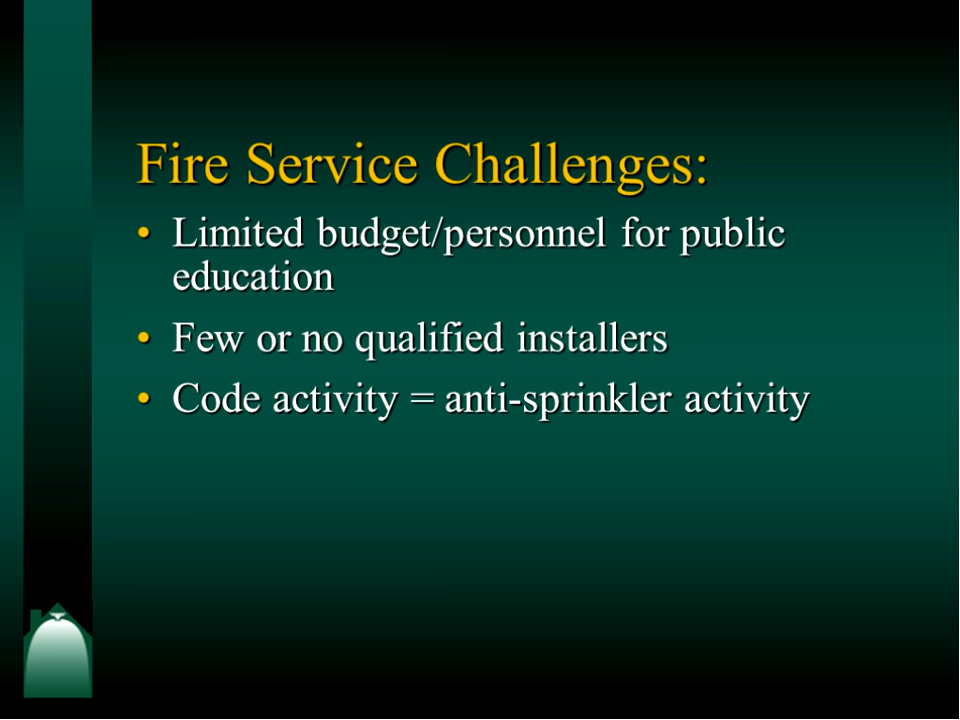 Fire Service Challenges:
• Limited budget/personnel for public
education
• Few or no qualified installers
• Code activity = anti-sprinkler activity